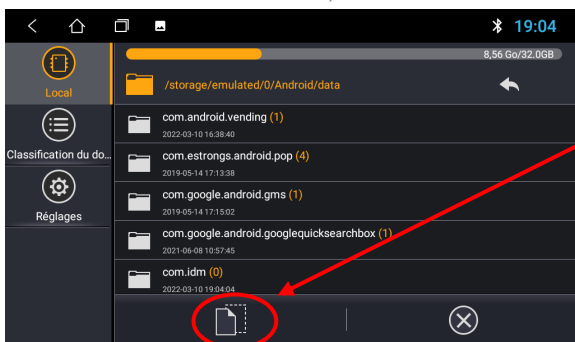 19:04
8,56 Go/32.0GB
Local
/storage/emulated/0/Android/data
com.android.vending (1)
2022-03-10 16:38:40
Classification du do...
com.estrongs.android.pop (4)
2019-05-14 17:13:38
com.google.android.gms (1)
2019-05-14 17:15:02
Réglages
com.google.android.googlequicksearchbox (1)
2021-06-08 10:57:45
com.idm (0)
2022-03-10 19:04:04